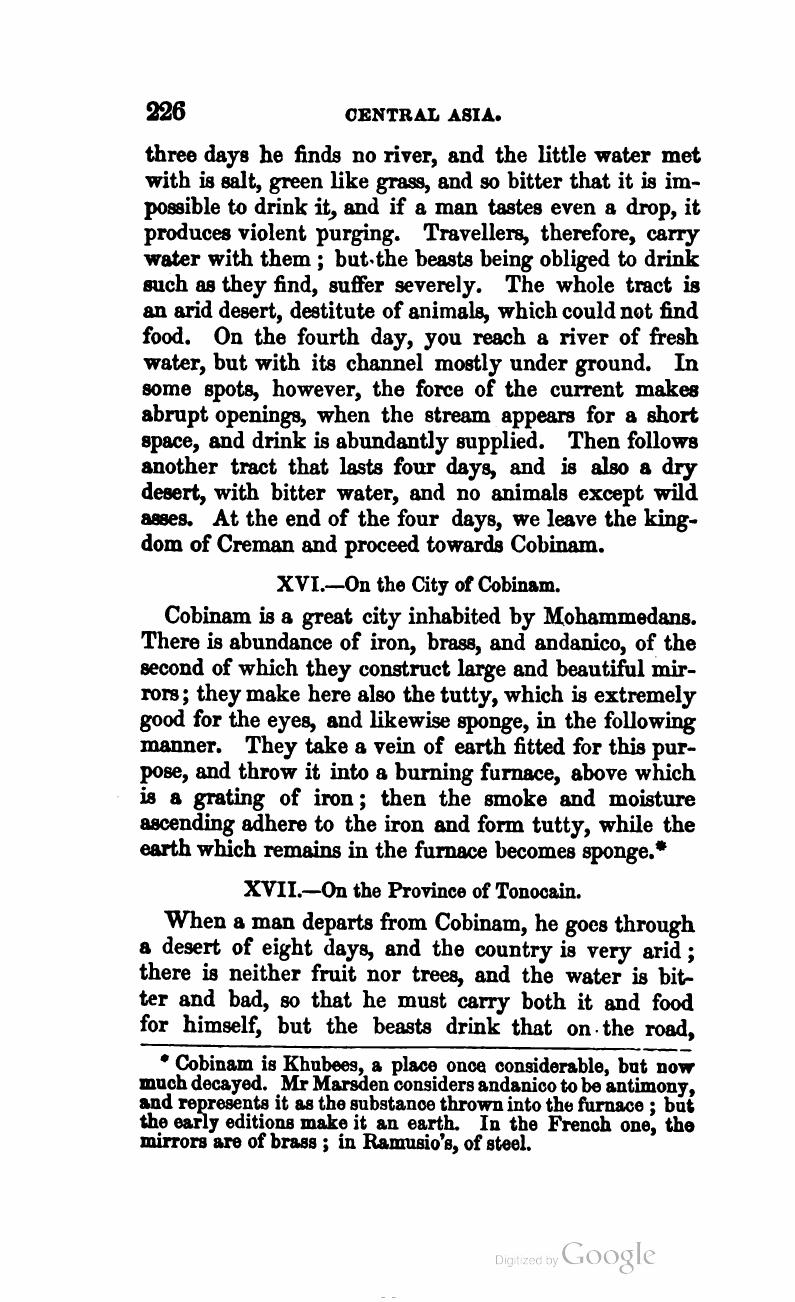 226 CENTRAL ASIA.
three days he finds no river, and the little water met
with is salt, green like grass, and so bitter that it is im-
possible to drink it, and if a man tastes even a drop, it
produces violent purging. Travellers, therefore, carry
water with them ; but the beasts being obliged to drink
such as they find, suffer severely. The whole tract is
an arid desert, destitute of animals, which could not find
food. On the fourth day, you reach a river of fresh
water, but with its channel mostly under ground. In
some spots, however, the force of the current makes
abrupt openings, when the stream appears for a short
space, and drink is abundantly supplied. Then follows
another tract that lasts four days, and is also a dry
desert, with bitter water, and no animals except wild
asses. At the end of the four days, we leave the king-
dom of Creman and proceed towards Cobinam.
XVI.—On the City of Cobinam.
Cobinam is a great city inhabited by Mohammedans.
There is abundance of iron, brass, and andanico, of the
second of which they construct large and beautiful mir-
rors ; they make here also the tutty, which is extremely
good for the eyes, and likewise sponge, in the following
manner. They take a vein of earth fitted for this pur-
pose, and throw it into a burning furnace, above which
is a grating of iron ; then the smoke and moisture
ascending adhere to the iron and form tutty, while the
earth which remains in the furnace becomes sponge.*
XVII.—On the Province of Tonocain.
When a man departs from Cobinam, he goes through
a desert of eight days, and the country is very arid ;
there is neither fruit nor trees, and the water is bit-
ter and bad, so that he must carry both it and food
for himself, but the beasts drink that on the road,
* Cobinam is Khubees, a place once considerable, but now
much decayed. Mr Marsden considers andanico to be antimony,
and represents it as the substance thrown into the furnace ; but
the early editions make it an earth. In the French one, the
mirrors are of brass ; in Ramusio's, of steel.
Digitized by Google